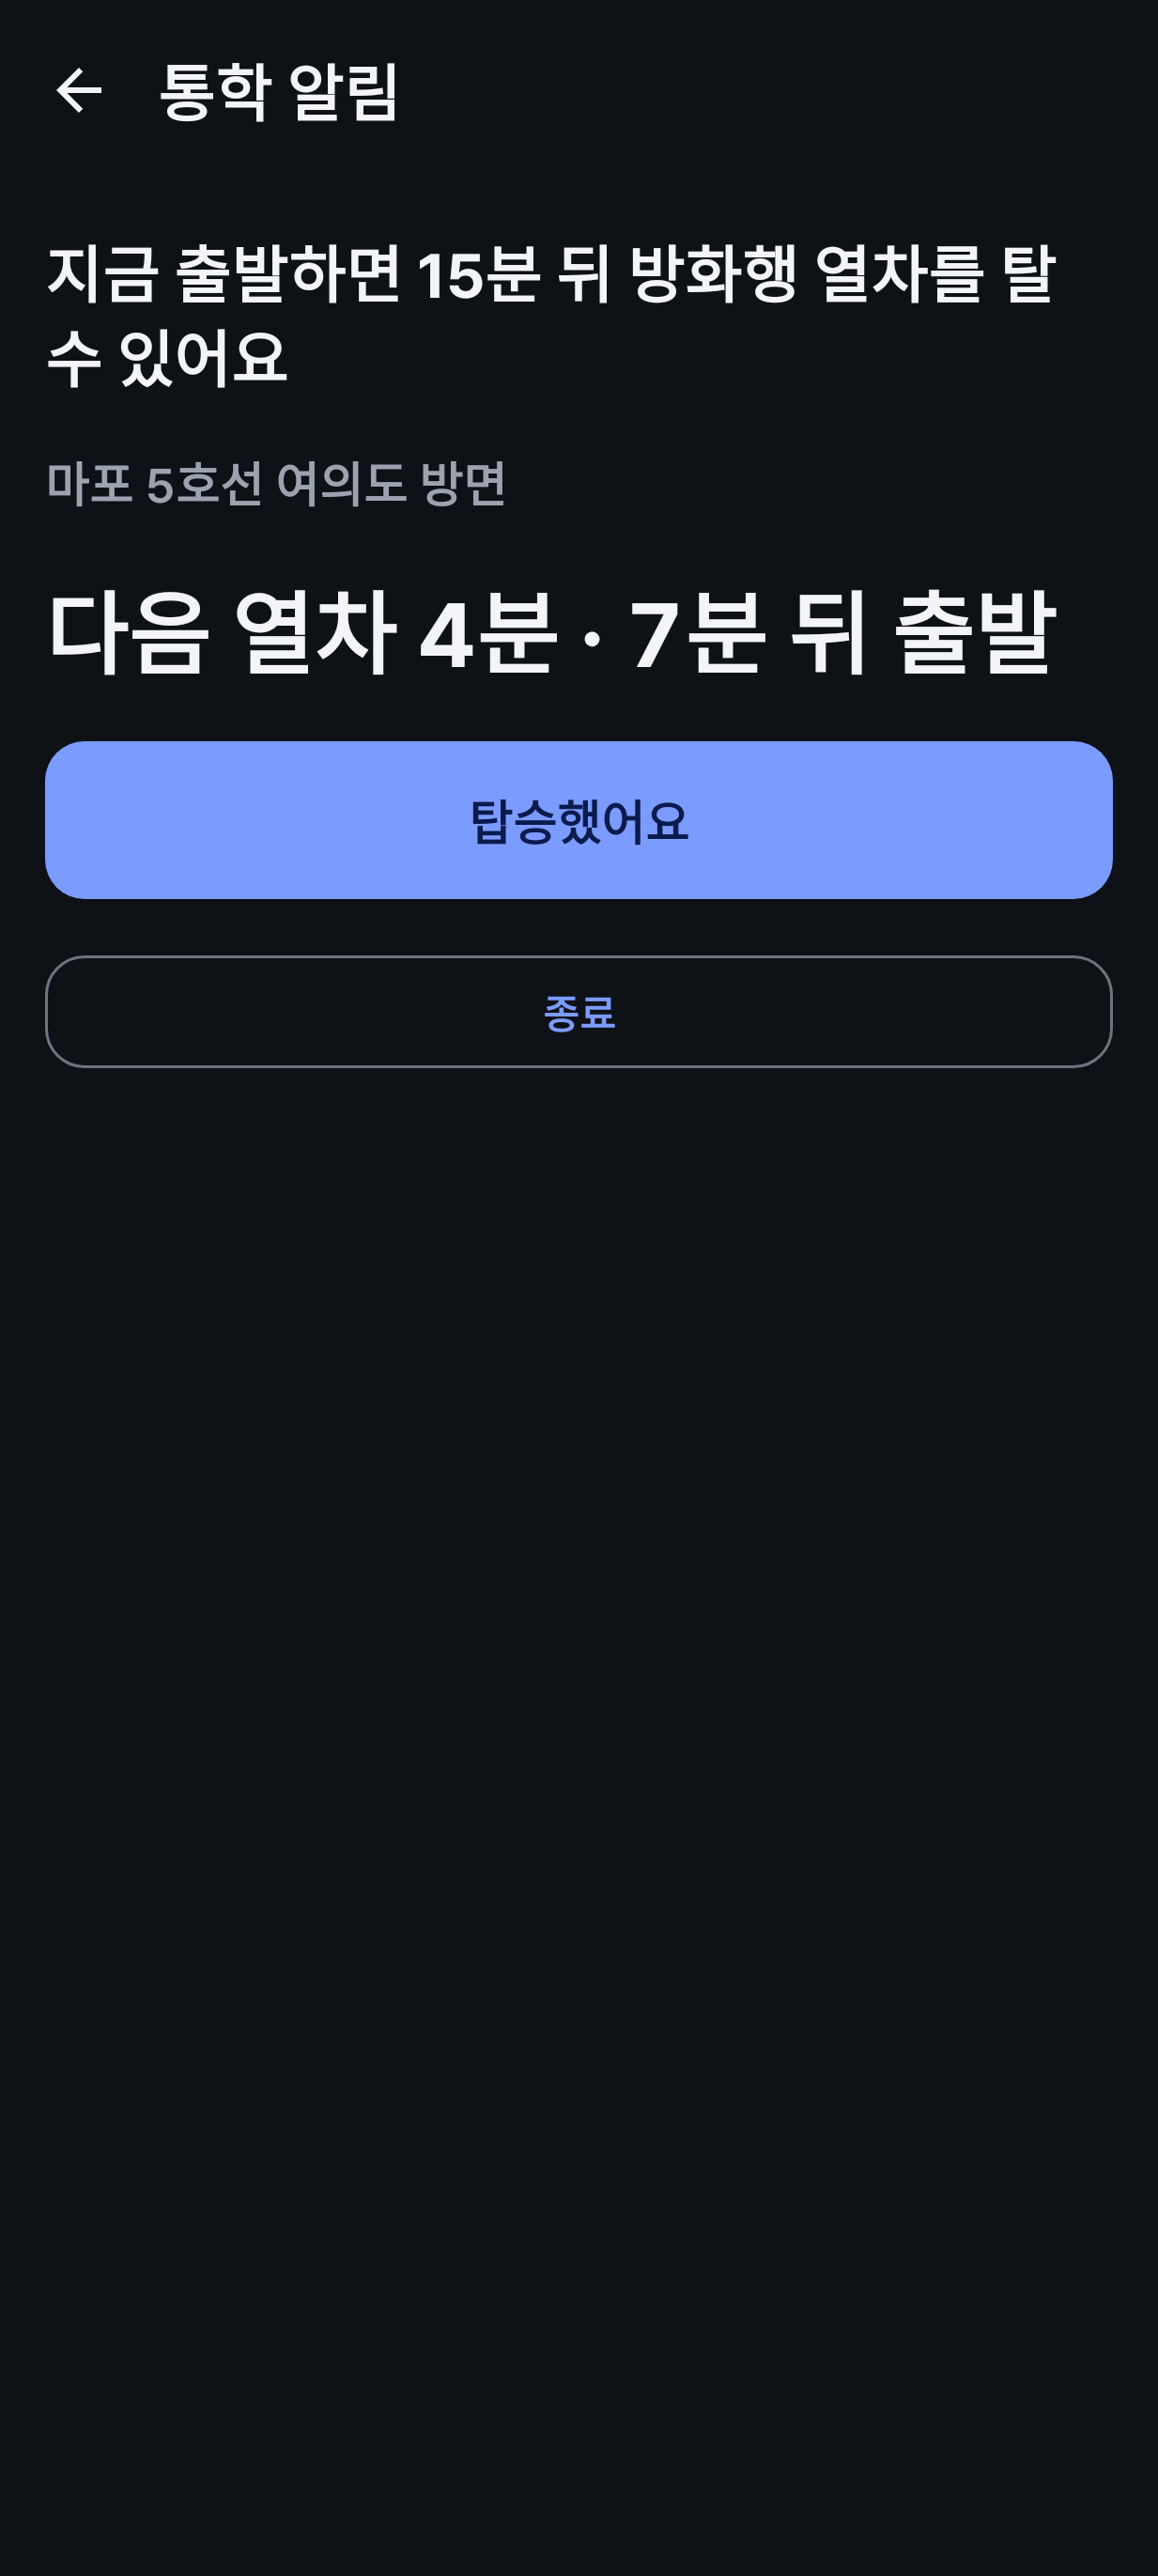 통학 알림
지금 출발하면 15분 뒤 방화행 열차를 탈
수 있어요
마포 5호선 여의도 방면
다음 열차 4분 · 7분 뒤 출발
탑승했어요
종료